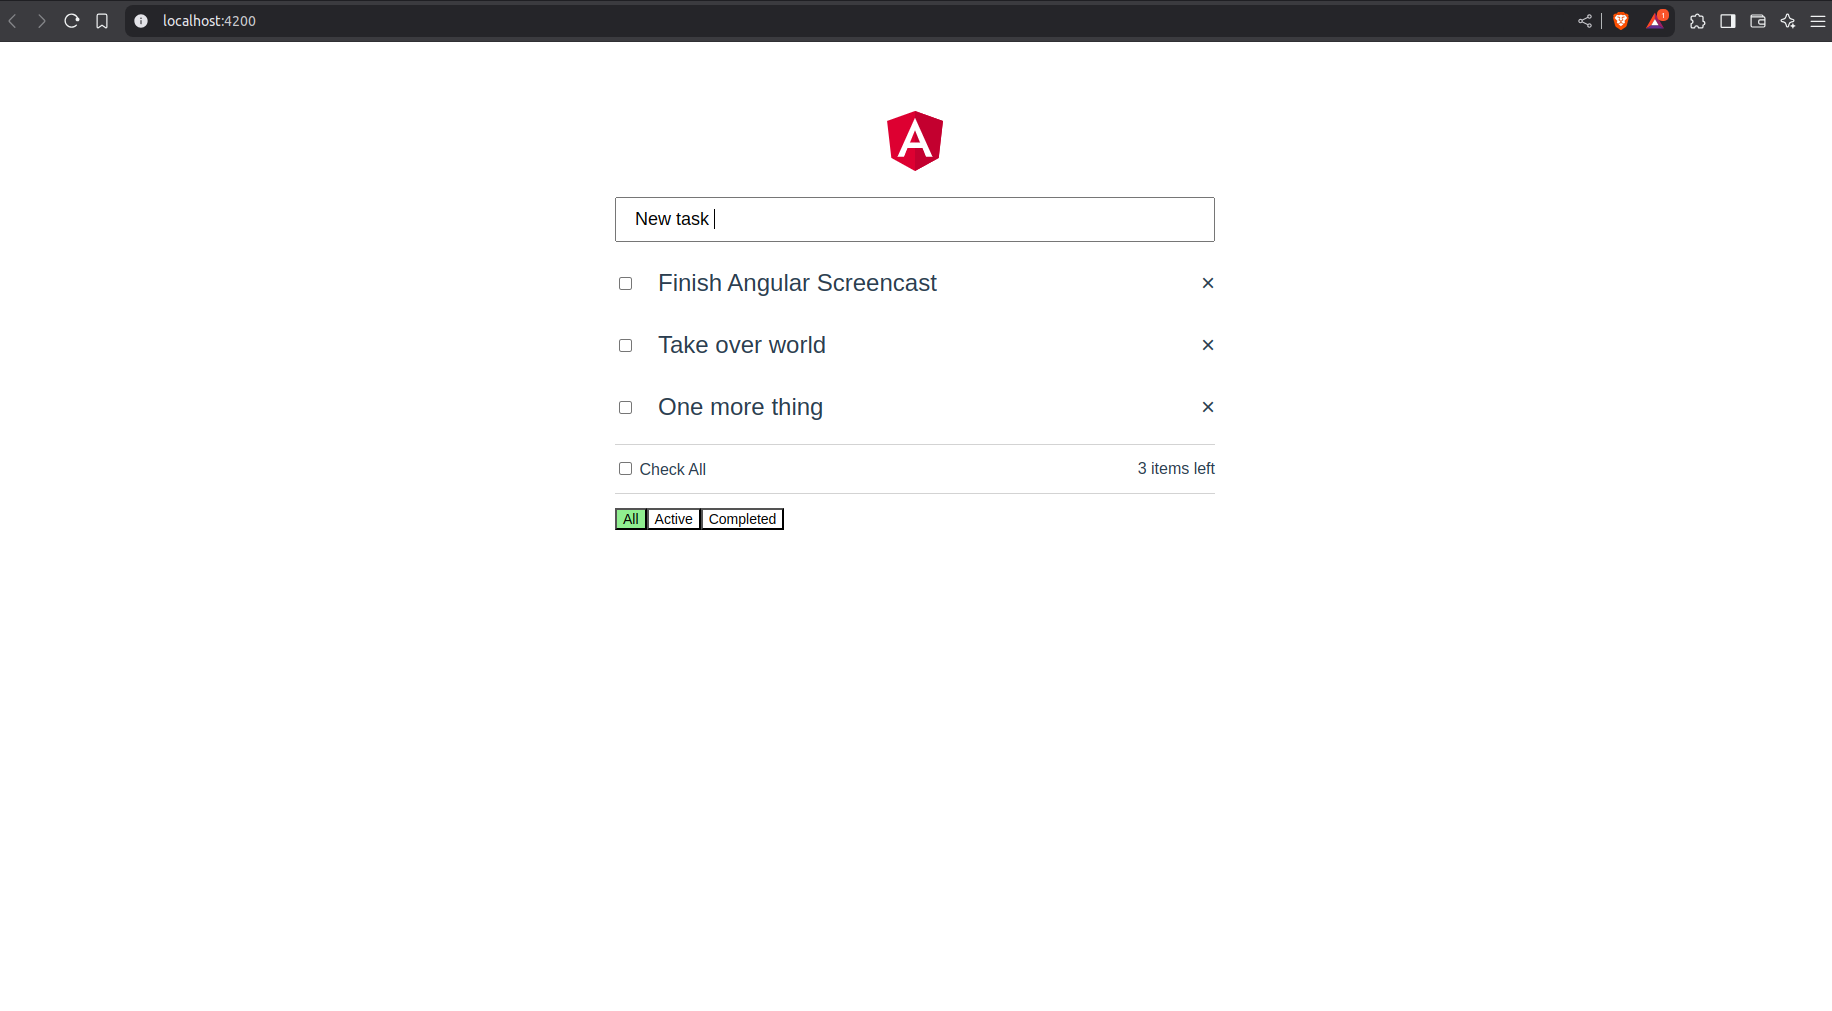 localhost:4200
1
A
New task
Finish Angular Screencast ×
Take over world ×
One more thing ×
Check All 3 items left
All Active Completed